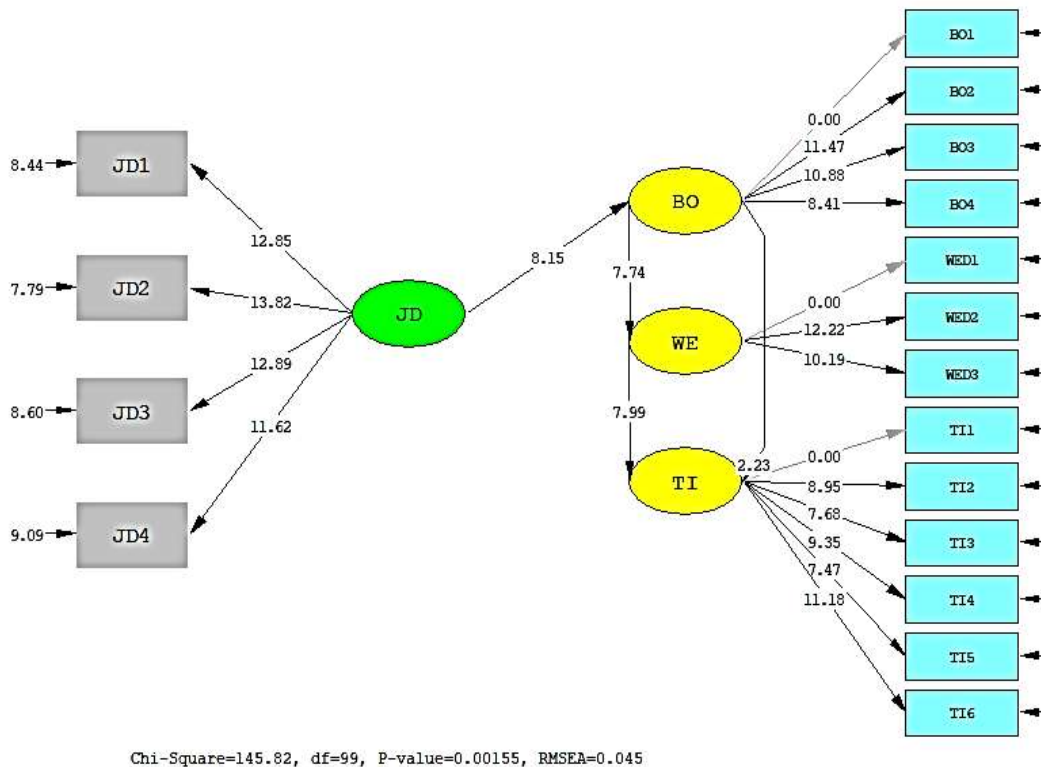 8.44
JD1
7.79
JD2
8.60
JD3
9.09
JD4
12.85
13.82
12.89
11.62
JD
8.15
BO
7.74
WE
7.99
TI
2.23
0.00
11.47
10.88
8.41
0.00
12.22
10.19
0.00
8.95
7.68
9.35
7.47
11.18
BO1
BO2
BO3
BO4
WED1
WED2
WED3
TI1
TI2
TI3
TI4
TI5
TI6
Chi-Square=145.82, df=99, P-value=0.00155, RMSEA=0.045